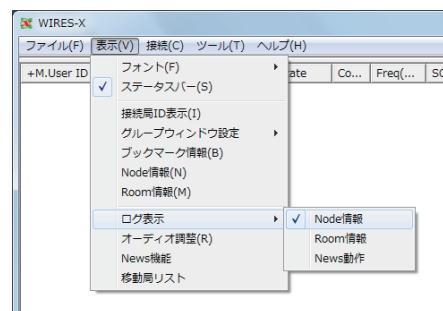 WIRES-X
ファイル(F) 表示(V) 接続(C) ツール(T) ヘルプ(H)
+M.User ID ate Co... Freq(... SC
フォント(F)
ステータスバー(S)
接続局ID表示(I)
グループウィンドウ設定
ブックマーク情報(B)
Node情報(N)
Room情報(M)
ログ表示
Node情報
オーディオ調整(R)
Room情報
News機能
News動作
移動局リスト